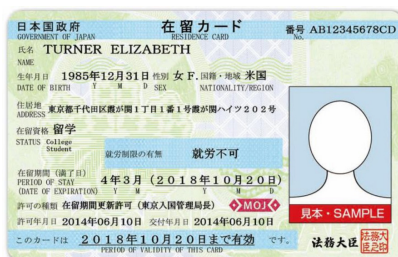 日本国政府 在留カード 番号 AB12345678CD
GOVERNMENT OF JAPAN RESIDENCE CARD No.
氏名 TURNER ELIZABETH
NAME
生年月日 1985年12月31日 性別 女 F. 国籍・地域 米国
DATE OF BIRTH Y M D SEX NATIONALITY/REGION
住居地 東京都千代田区霞が関1丁目1番1号霞が関ハイツ202号
ADDRESS
在留資格 留学
STATUS College Student
就労制限の有無 就労不可
在留期間(満了日) 4年3月(2018年10月20日)
PERIOD OF STAY
(DATE OF EXPIRATION) Y M Y M D
許可の種類 在留期間更新許可(東京入国管理局長) MOJ
許可年月日 2014年06月10日 交付年月日 2014年06月10日
見本・SAMPLE
このカードは 2018年10月20日まで有効 です。
PERIOD OF VALIDITY OF THIS CARD
法務大臣